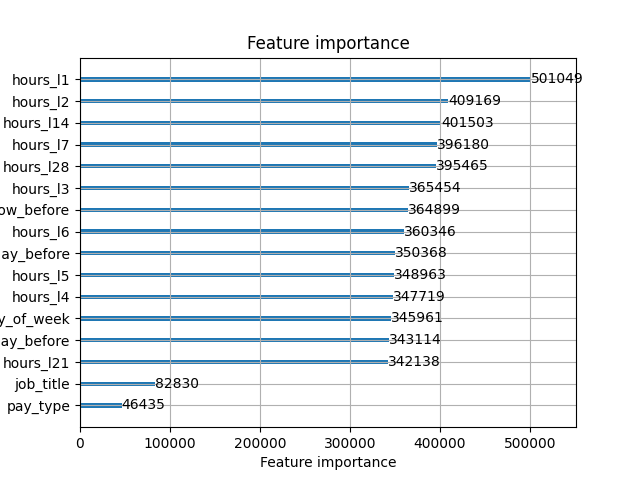 Feature importance
hours_l1 501049
hours_l2 409169
hours_l14 401503
hours_l7 396180
hours_l28 395465
hours_l3 365454
ow_before 364899
hours_l6 360346
ay_before 350368
hours_l5 348963
hours_l4 347719
y_of_week 345961
ay_before 343114
hours_l21 342138
job_title 82830
pay_type 46435
0 100000 200000 300000 400000 500000
Feature importance